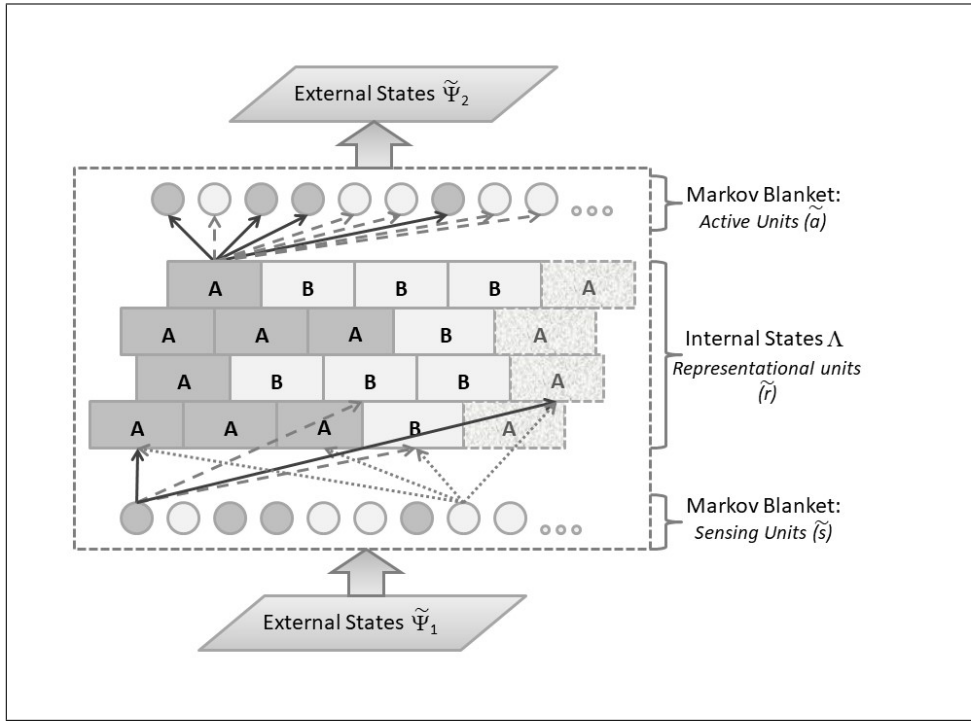 External States Ψ̃₂
Markov Blanket:
Active Units (ã)
A B B B A
A A A B A
Internal States Λ
A B B B A
Representational units
(r̃)
A A A B A
Markov Blanket:
Sensing Units (s̃)
External States Ψ̃₁